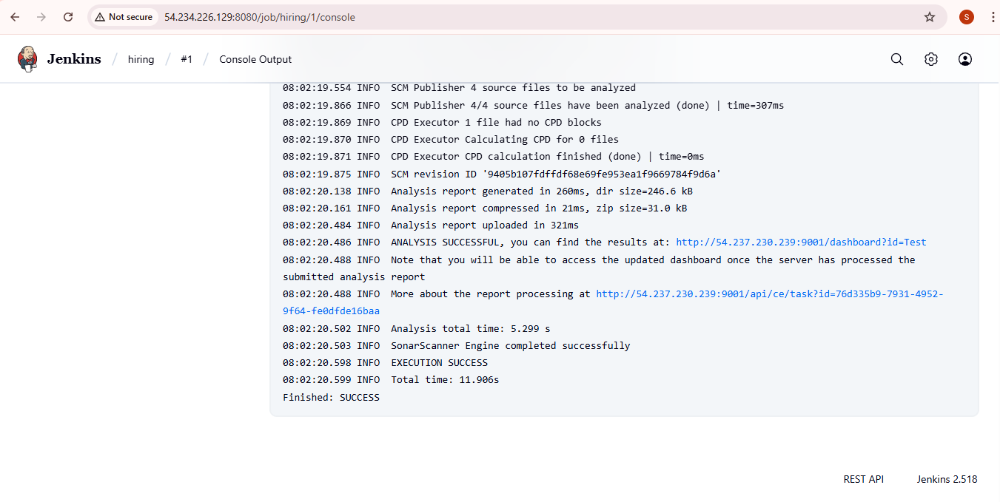 Not secure 54.234.226.129:8080/job/hiring/1/console S
Jenkins / hiring / #1 / Console Output
08:02:19.554 INFO SCM Publisher 4 source files to be analyzed
08:02:19.866 INFO SCM Publisher 4/4 source files have been analyzed (done) | time=307ms
08:02:19.869 INFO CPD Executor 1 file had no CPD blocks
08:02:19.870 INFO CPD Executor Calculating CPD for 0 files
08:02:19.871 INFO CPD Executor CPD calculation finished (done) | time=0ms
08:02:19.875 INFO SCM revision ID '9405b107fdffdf68e69fe953ea1f9669784f9d6a'
08:02:20.138 INFO Analysis report generated in 260ms, dir size=246.6 kB
08:02:20.161 INFO Analysis report compressed in 21ms, zip size=31.0 kB
08:02:20.484 INFO Analysis report uploaded in 321ms
08:02:20.486 INFO ANALYSIS SUCCESSFUL, you can find the results at: http://54.237.230.239:9001/dashboard?id=Test
08:02:20.488 INFO Note that you will be able to access the updated dashboard once the server has processed the
submitted analysis report
08:02:20.488 INFO More about the report processing at http://54.237.230.239:9001/api/ce/task?id=76d335b9-7931-4952-
9f64-fe0dfde16baa
08:02:20.502 INFO Analysis total time: 5.299 s
08:02:20.503 INFO SonarScanner Engine completed successfully
08:02:20.598 INFO EXECUTION SUCCESS
08:02:20.599 INFO Total time: 11.906s
Finished: SUCCESS
REST API Jenkins 2.518